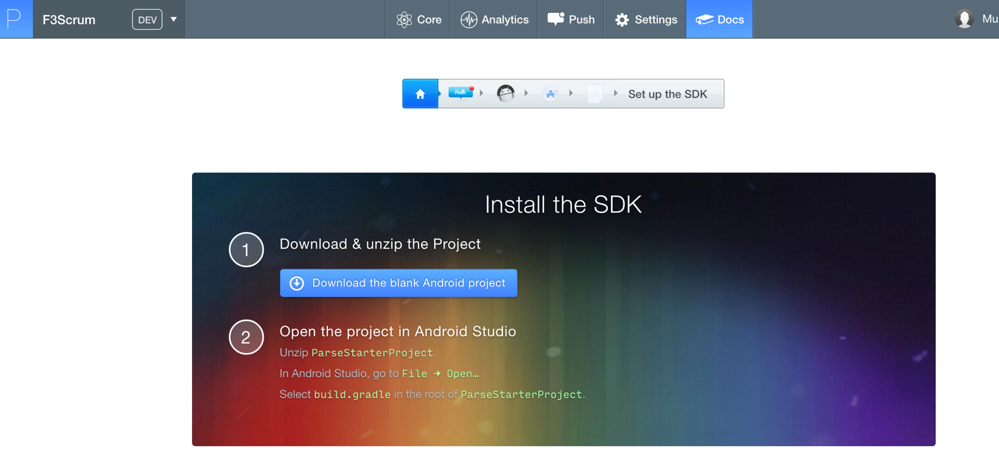 P
F3Scrum
DEV
Core
Analytics
Push
Settings
Docs
Mu
Hello
Set up the SDK
Install the SDK
1
Download & unzip the Project
Download the blank Android project
2
Open the project in Android Studio
Unzip ParseStarterProject.
In Android Studio, go to File → Open…
Select build.gradle in the root of ParseStarterProject.